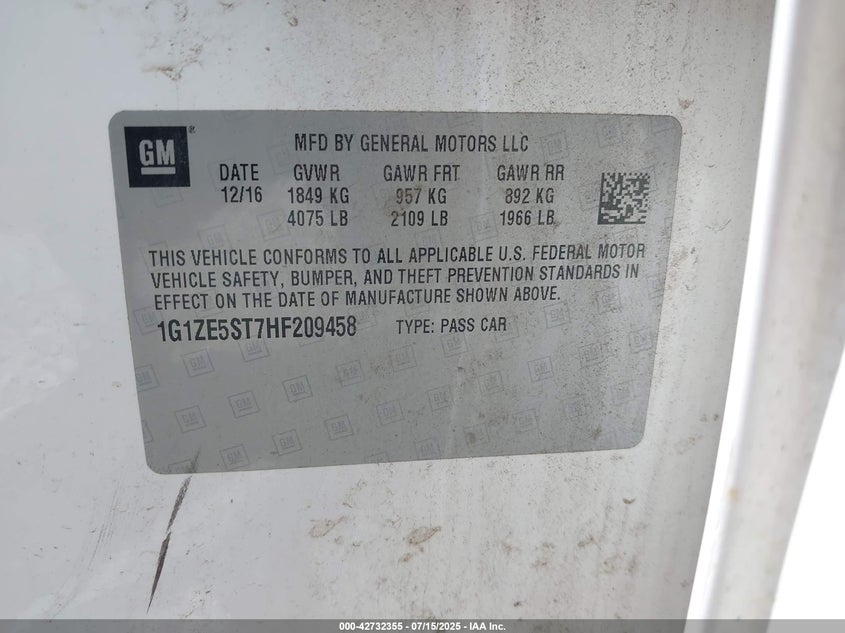 GM
MFD BY GENERAL MOTORS LLC
DATE GVWR GAWR FRT GAWR RR
12/16 1849 KG 957 KG 892 KG
4075 LB 2109 LB 1966 LB
THIS VEHICLE CONFORMS TO ALL APPLICABLE U.S. FEDERAL MOTOR
VEHICLE SAFETY, BUMPER, AND THEFT PREVENTION STANDARDS IN
EFFECT ON THE DATE OF MANUFACTURE SHOWN ABOVE.
1G1ZE5ST7HF209458 TYPE: PASS CAR
000-42732355 - 07/15/2025 - IAA Inc.